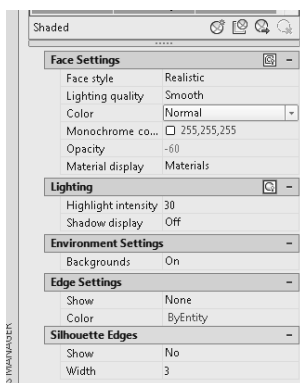 Shaded
Face Settings
Face style Realistic
Lighting quality Smooth
Color Normal
Monochrome co... 255,255,255
Opacity -60
Material display Materials
Lighting
Highlight intensity 30
Shadow display Off
Environment Settings
Backgrounds On
Edge Settings
Show None
Color ByEntity
Silhouette Edges
Show No
Width 3
MANAGER